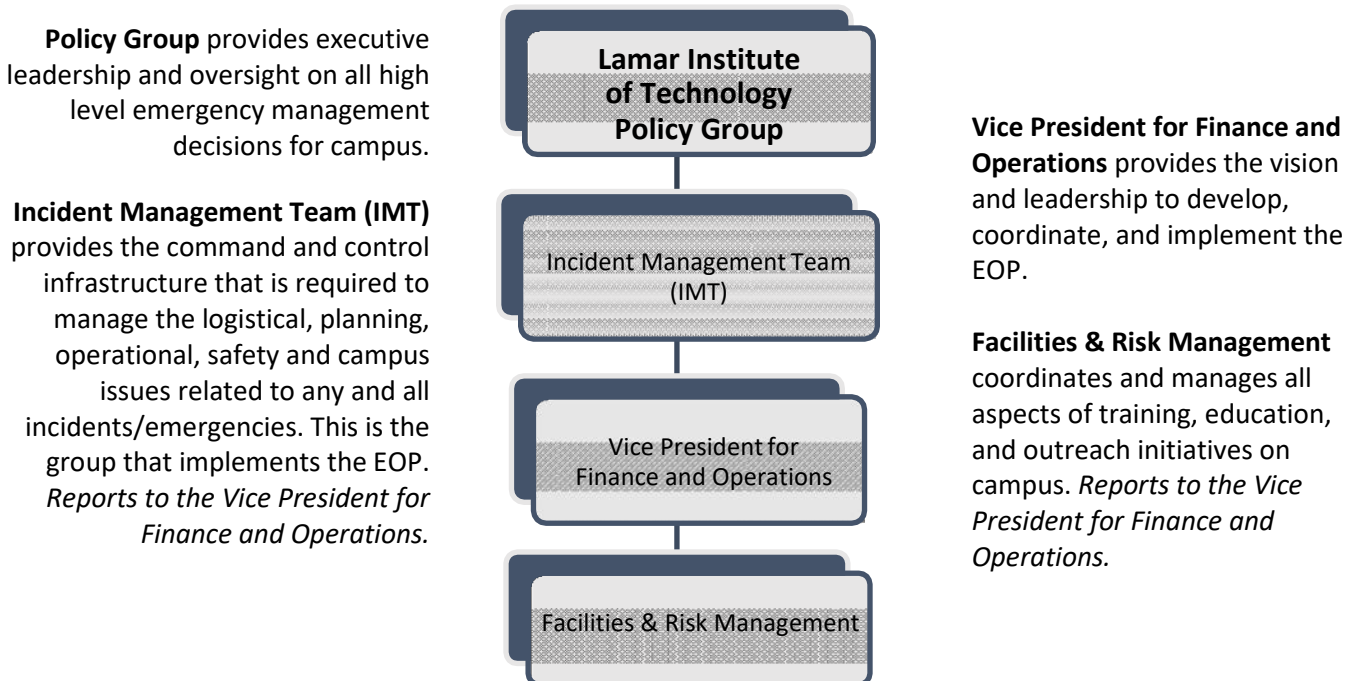 Policy Group provides executive
leadership and oversight on all high
level emergency management
decisions for campus.
Incident Management Team (IMT)
provides the command and control
infrastructure that is required to
manage the logistical, planning,
operational, safety and campus
issues related to any and all
incidents/emergencies. This is the
group that implements the EOP.
Reports to the Vice President for
Finance and Operations.
Lamar Institute
of Technology
Policy Group
Incident Management Team
(IMT)
Vice President for
Finance and Operations
Facilities & Risk Management
Vice President for Finance and
Operations provides the vision
and leadership to develop,
coordinate, and implement the
EOP.
Facilities & Risk Management
coordinates and manages all
aspects of training, education,
and outreach initiatives on
campus. Reports to the Vice
President for Finance and
Operations.